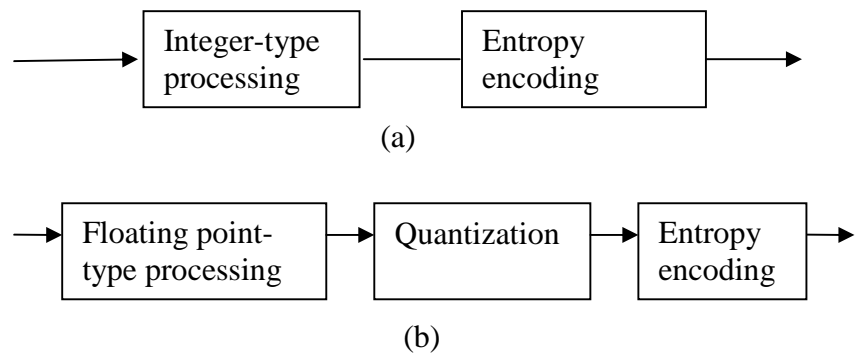 Integer-type
processing
Entropy
encoding
(a)
Floating point-
type processing
Quantization
Entropy
encoding
(b)